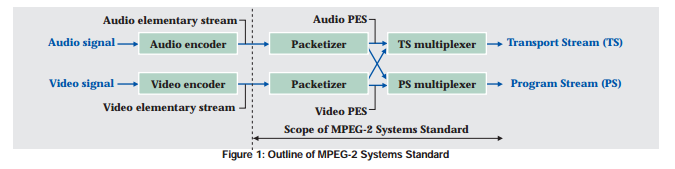 Audio elementary stream
Audio PES
Audio signal
Audio encoder
Packetizer
TS multiplexer
Transport Stream (TS)
Video signal
Video encoder
Packetizer
PS multiplexer
Program Stream (PS)
Video elementary stream
Video PES
Scope of MPEG-2 Systems Standard
Figure 1: Outline of MPEG-2 Systems Standard